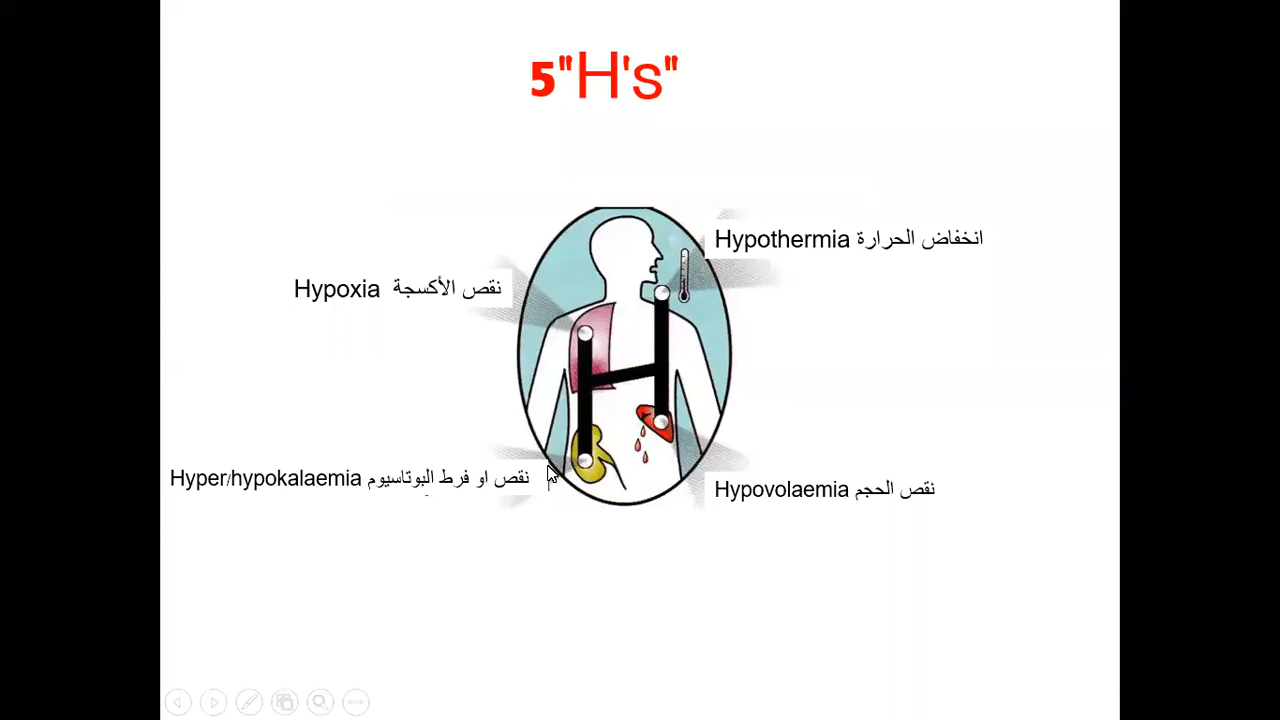 5"H's"
Hypothermia انخفاض الحرارة
Hypoxia نقص الأكسجة
Hyper/hypokalaemia نقص او فرط البوتاسيوم
Hypovolaemia نقص الحجم